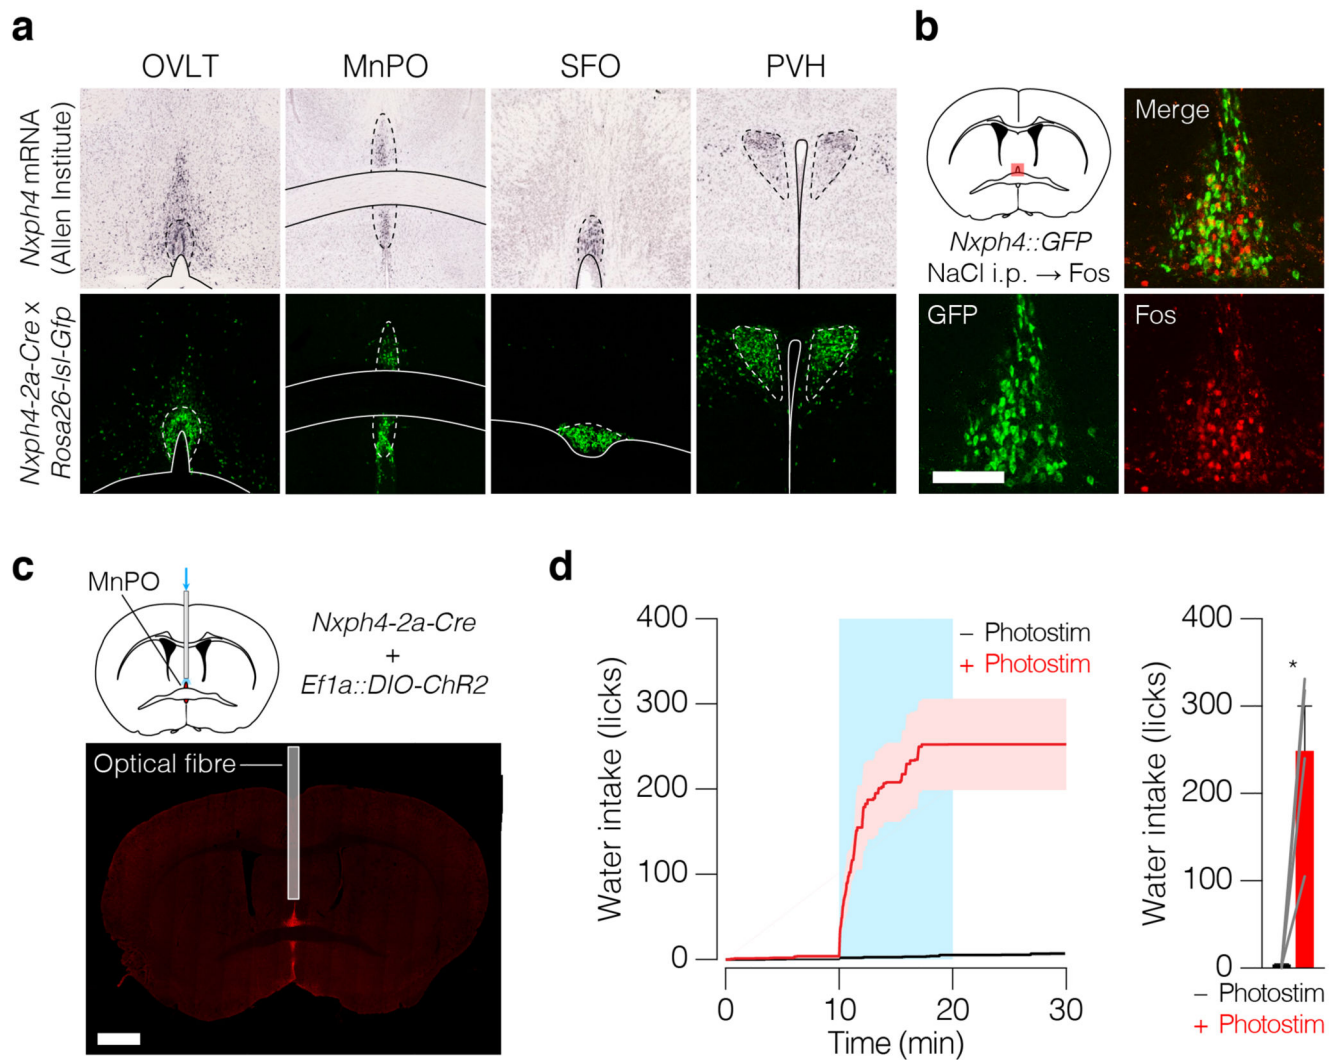 a
OVLT
MnPO
SFO
PVH
Nxph4 mRNA
(Allen Institute)
Nxph4-2a-Cre x
Rosa26-lsl-Gfp
b
Merge
Nxph4::GFP
NaCl i.p. → Fos
GFP
Fos
c
MnPO
Nxph4-2a-Cre
+
Ef1a::DIO-ChR2
Optical fibre
d
Water intake (licks)
400
300
200
100
0
0
10
20
30
Time (min)
– Photostim
+ Photostim
Water intake (licks)
400
300
200
100
0
*
– Photostim
+ Photostim